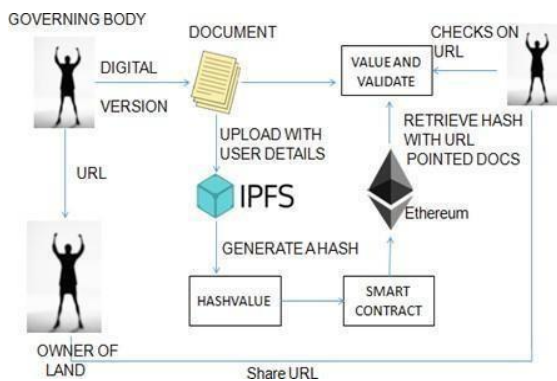 GOVERNING BODY
DOCUMENT
CHECKS ON
URL
DIGITAL
VERSION
VALUE AND
VALIDATE
UPLOAD WITH
USER DETAILS
RETRIEVE HASH
WITH URL
POINTED DOCS
URL
IPFS
Ethereum
GENERATE A HASH
HASHVALUE
SMART
CONTRACT
OWNER OF
LAND
Share URL